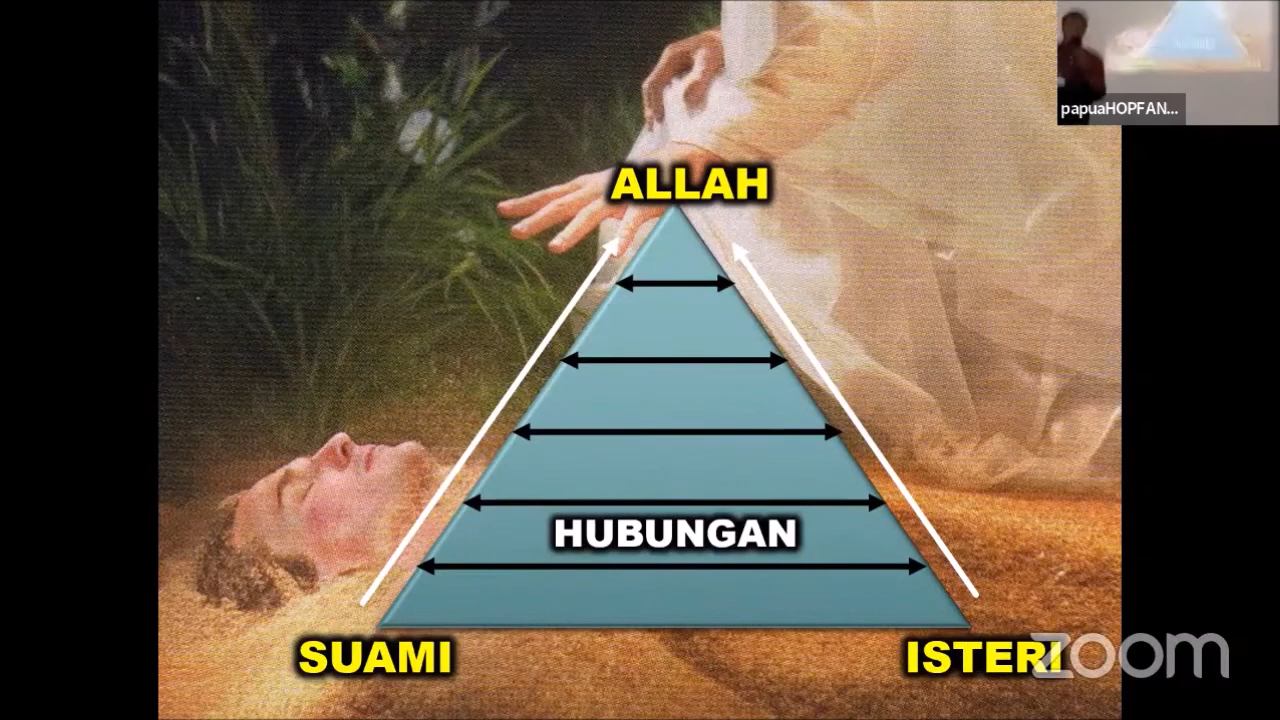 papuaHOPFAN...
ALLAH
HUBUNGAN
SUAMI
ISTERI
zoom